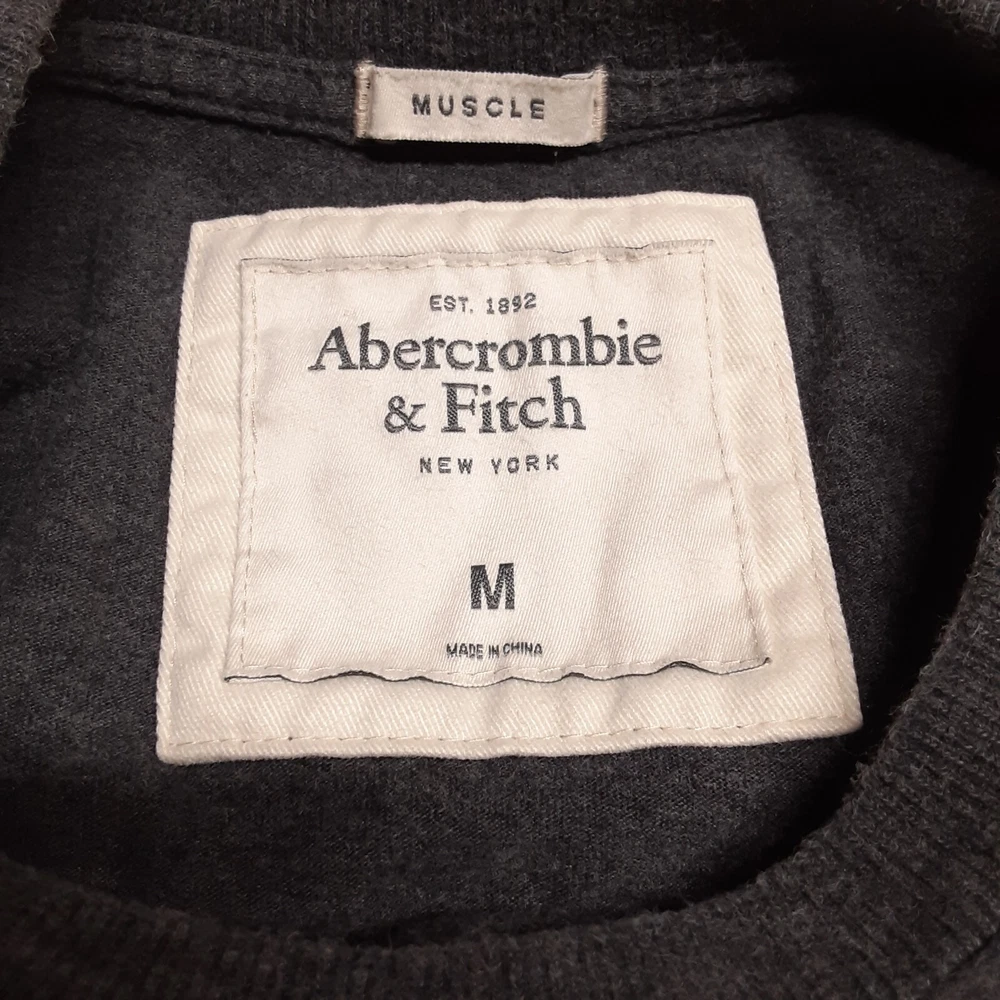 MUSCLE
EST. 1892
Abercrombie
& Fitch
NEW YORK
M
MADE IN CHINA